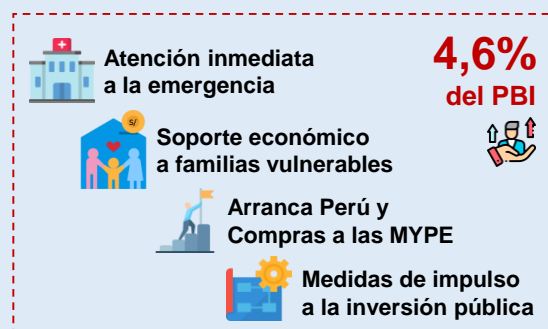 Atención inmediata
a la emergencia
4,6%
del PBI
S/
Soporte económico
a familias vulnerables
Arranca Perú y
Compras a las MYPE
Medidas de impulso
a la inversión pública